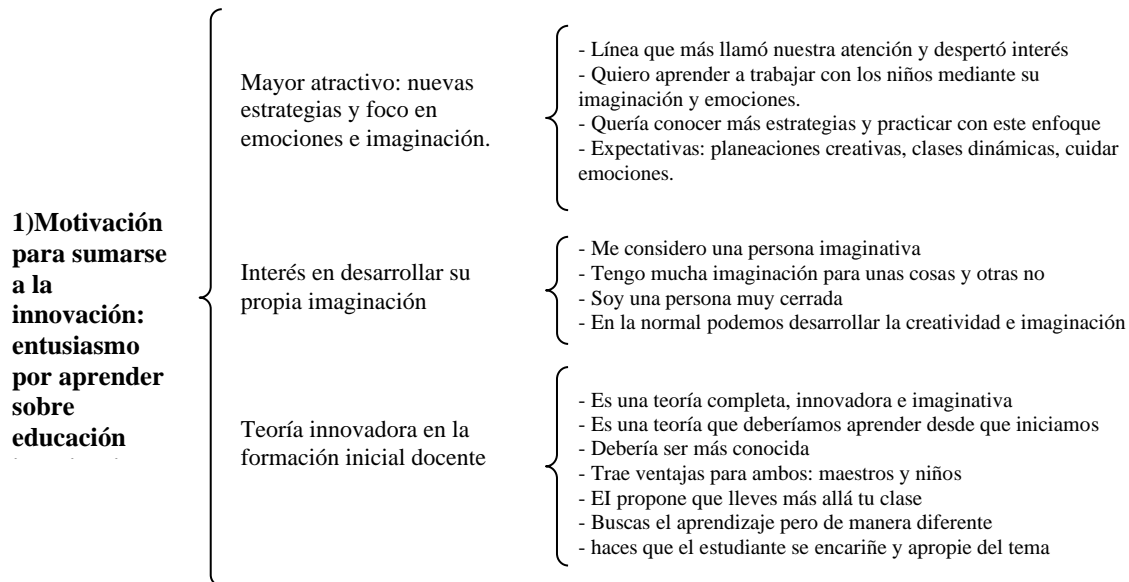 1)Motivación
para sumarse
a la
innovación:
entusiasmo
por aprender
sobre
educación
Mayor atractivo: nuevas
estrategias y foco en
emociones e imaginación.
- Línea que más llamó nuestra atención y despertó interés
- Quiero aprender a trabajar con los niños mediante su
imaginación y emociones.
- Quería conocer más estrategias y practicar con este enfoque
- Expectativas: planeaciones creativas, clases dinámicas, cuidar
emociones.
Interés en desarrollar su
propia imaginación
- Me considero una persona imaginativa
- Tengo mucha imaginación para unas cosas y otras no
- Soy una persona muy cerrada
- En la normal podemos desarrollar la creatividad e imaginación
Teoría innovadora en la
formación inicial docente
- Es una teoría completa, innovadora e imaginativa
- Es una teoría que deberíamos aprender desde que iniciamos
- Debería ser más conocida
- Trae ventajas para ambos: maestros y niños
- EI propone que lleves más allá tu clase
- Buscas el aprendizaje pero de manera diferente
- haces que el estudiante se encariñe y apropie del tema